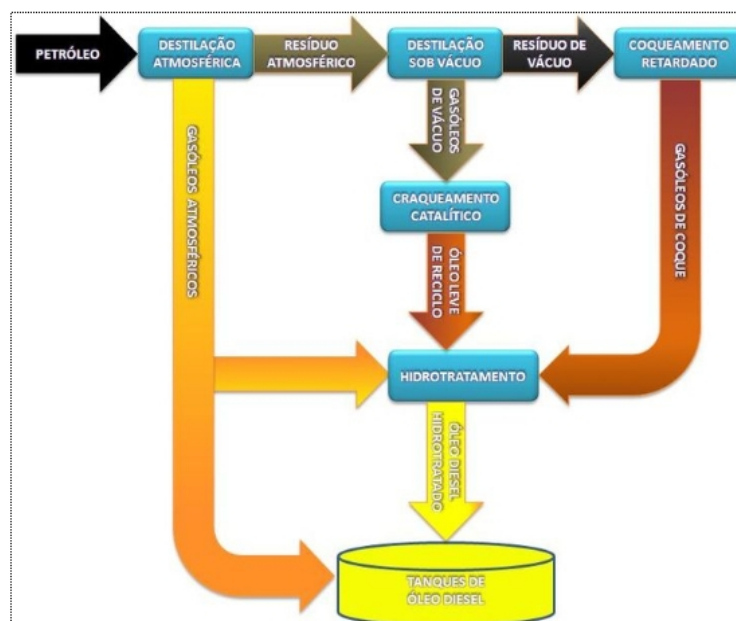 PETRÓLEO
DESTILAÇÃO
ATMOSFÉRICA
RESÍDUO
ATMOSFÉRICO
DESTILAÇÃO
SOB VÁCUO
RESÍDUO DE
VÁCUO
COQUEAMENTO
RETARDADO
GASÓLEOS
DE VÁCUO
GASÓLEOS ATMOSFÉRICOS
CRAQUEAMENTO
CATALÍTICO
GASÓLEOS DE COQUE
ÓLEO LEVE
DE RECICLO
HIDROTRATAMENTO
ÓLEO DIESEL
HIDROTRATADO
TANQUES DE
ÓLEO DIESEL